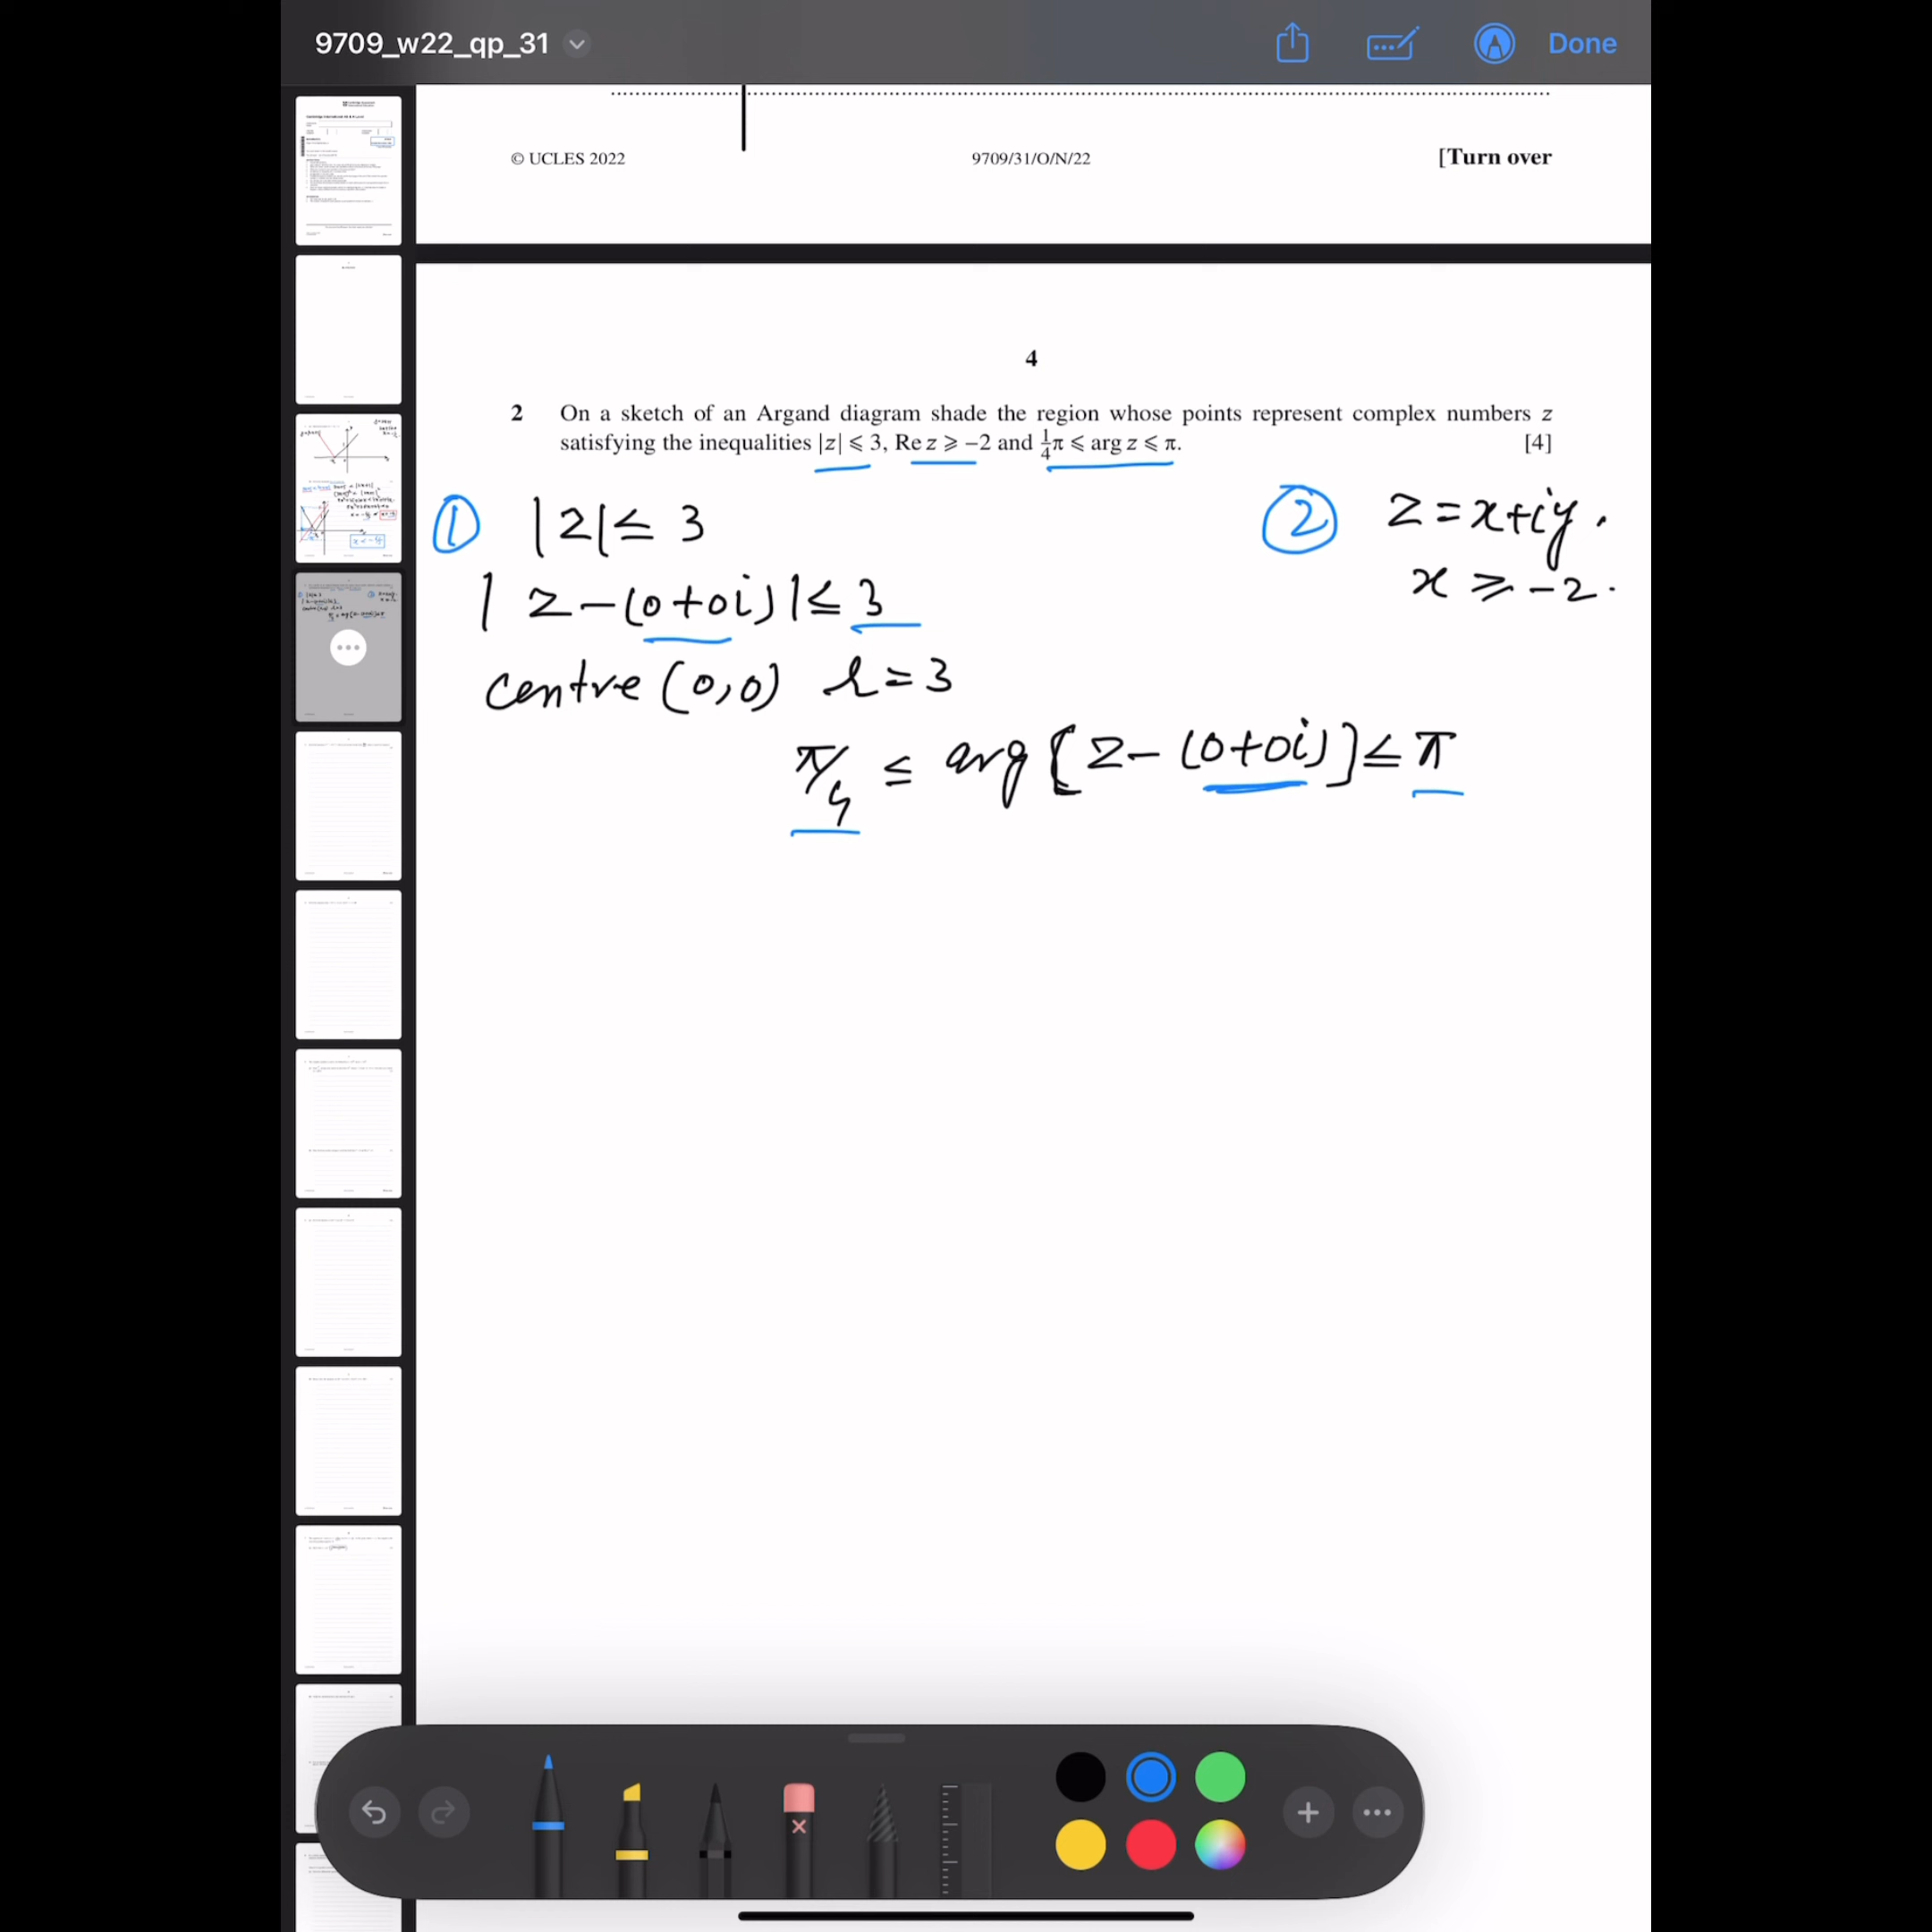 9709_w22_qp_31
Done
© UCLES 2022
9709/31/O/N/22
[Turn over
4
2 On a sketch of an Argand diagram shade the region whose points represent complex numbers z
satisfying the inequalities |z| ⩽ 3, Re z ⩾ −2 and ¼π ⩽ arg z ⩽ π. [4]
① |z| ≤ 3
| z − (0+0i) | ≤ 3
centre (0,0) r = 3
② z = x+iy.
x ⩾ −2.
π/4 ≤ arg [z − (0+0i)] ≤ π